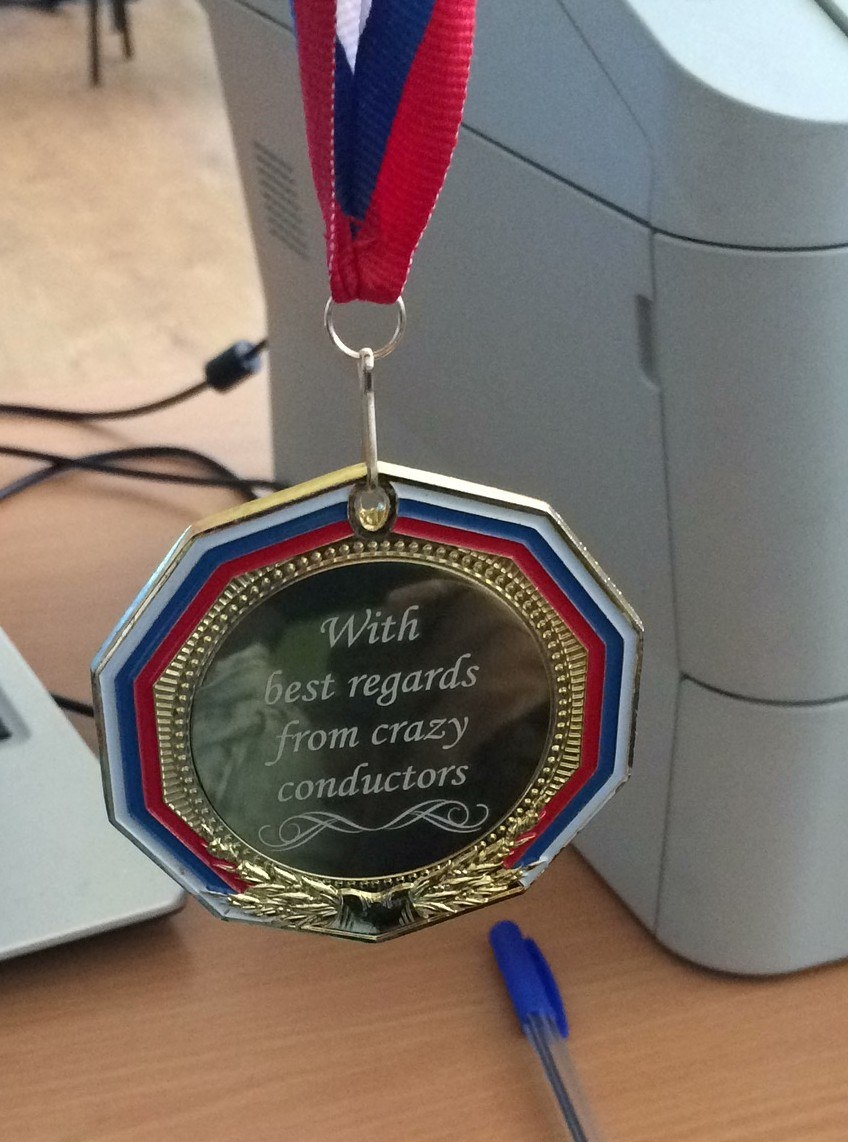 With
best regards
from crazy
conductors